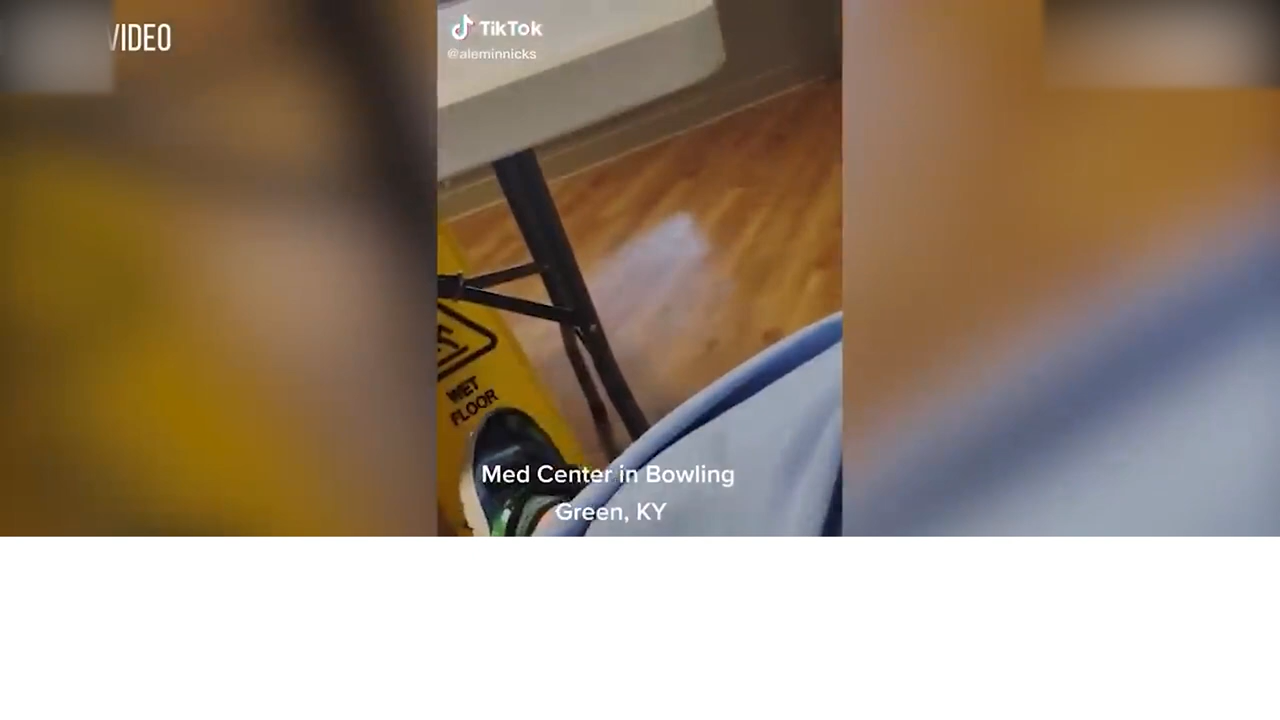 VIDEO
TikTok
@aleminnicks
WET
FLOOR
Med Center in Bowling
Green, KY